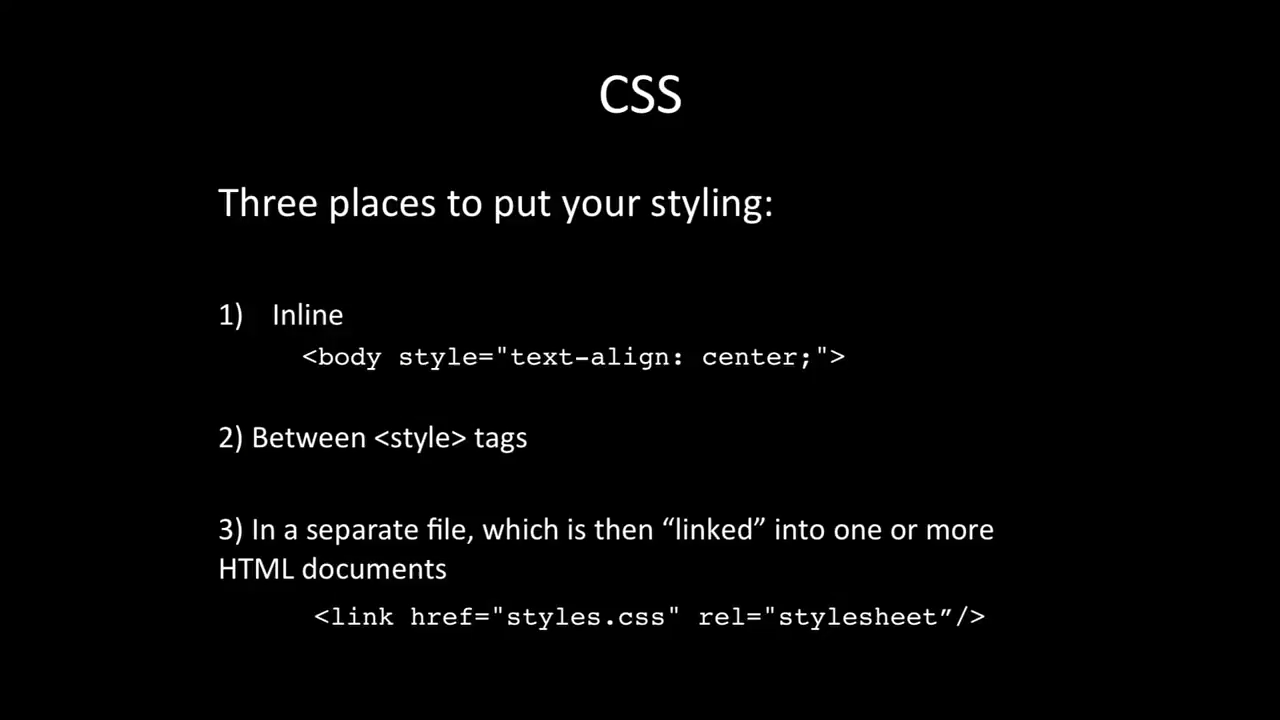 CSS
Three places to put your styling:
1) Inline
<body style="text-align: center;">
2) Between <style> tags
3) In a separate file, which is then “linked” into one or more
HTML documents
<link href="styles.css" rel="stylesheet”/>